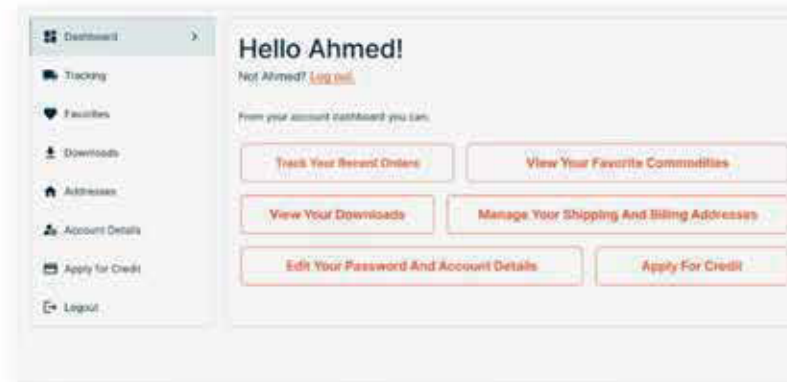 Dashboard
Tracking
Favorites
Downloads
Addresses
Account Details
Apply for Credit
Logout
Hello Ahmed!
Not Ahmed? Log out.
From your account dashboard you can:
Track Your Recent Orders
View Your Favorite Commodities
View Your Downloads
Manage Your Shipping And Billing Addresses
Edit Your Password And Account Details
Apply For Credit